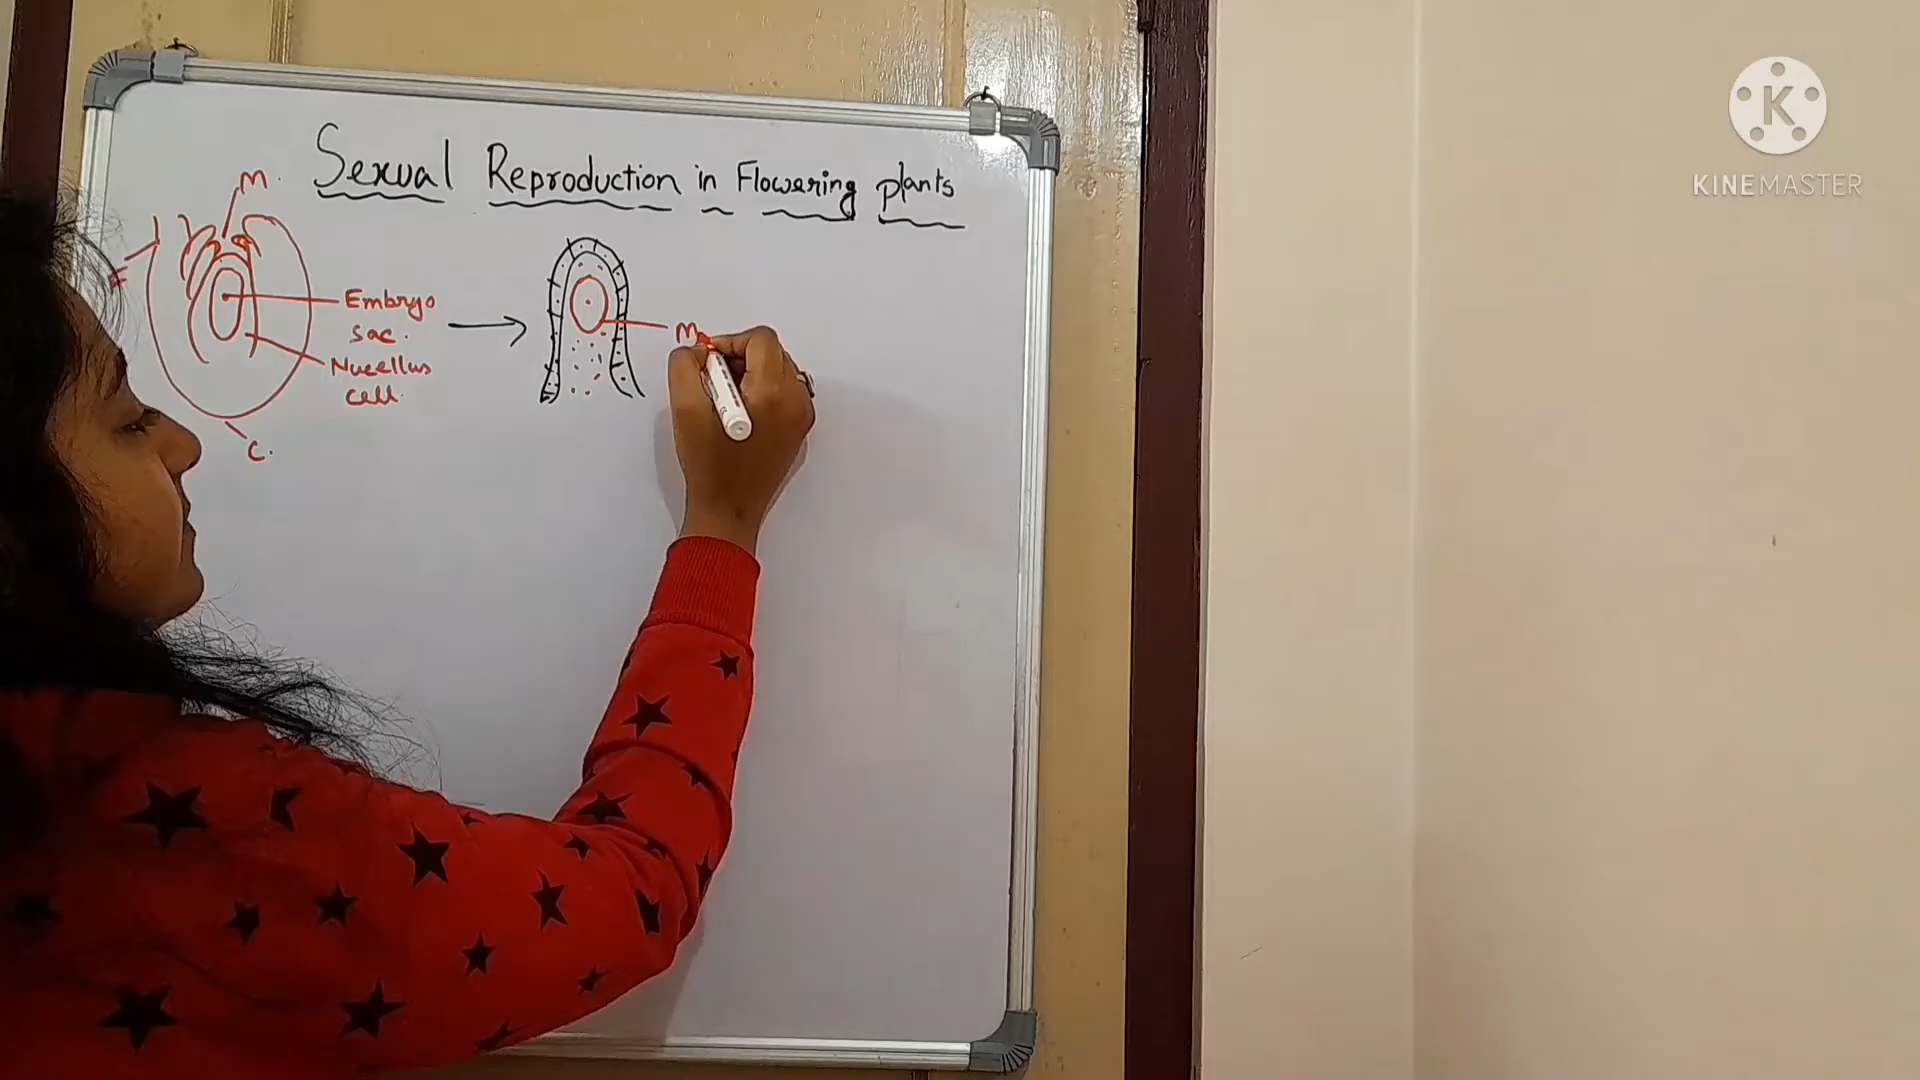 Sexual Reproduction in Flowering plants
M.
F
Embryo
sac.
Nucellus
cell.
C.
M
K
KINEMASTER